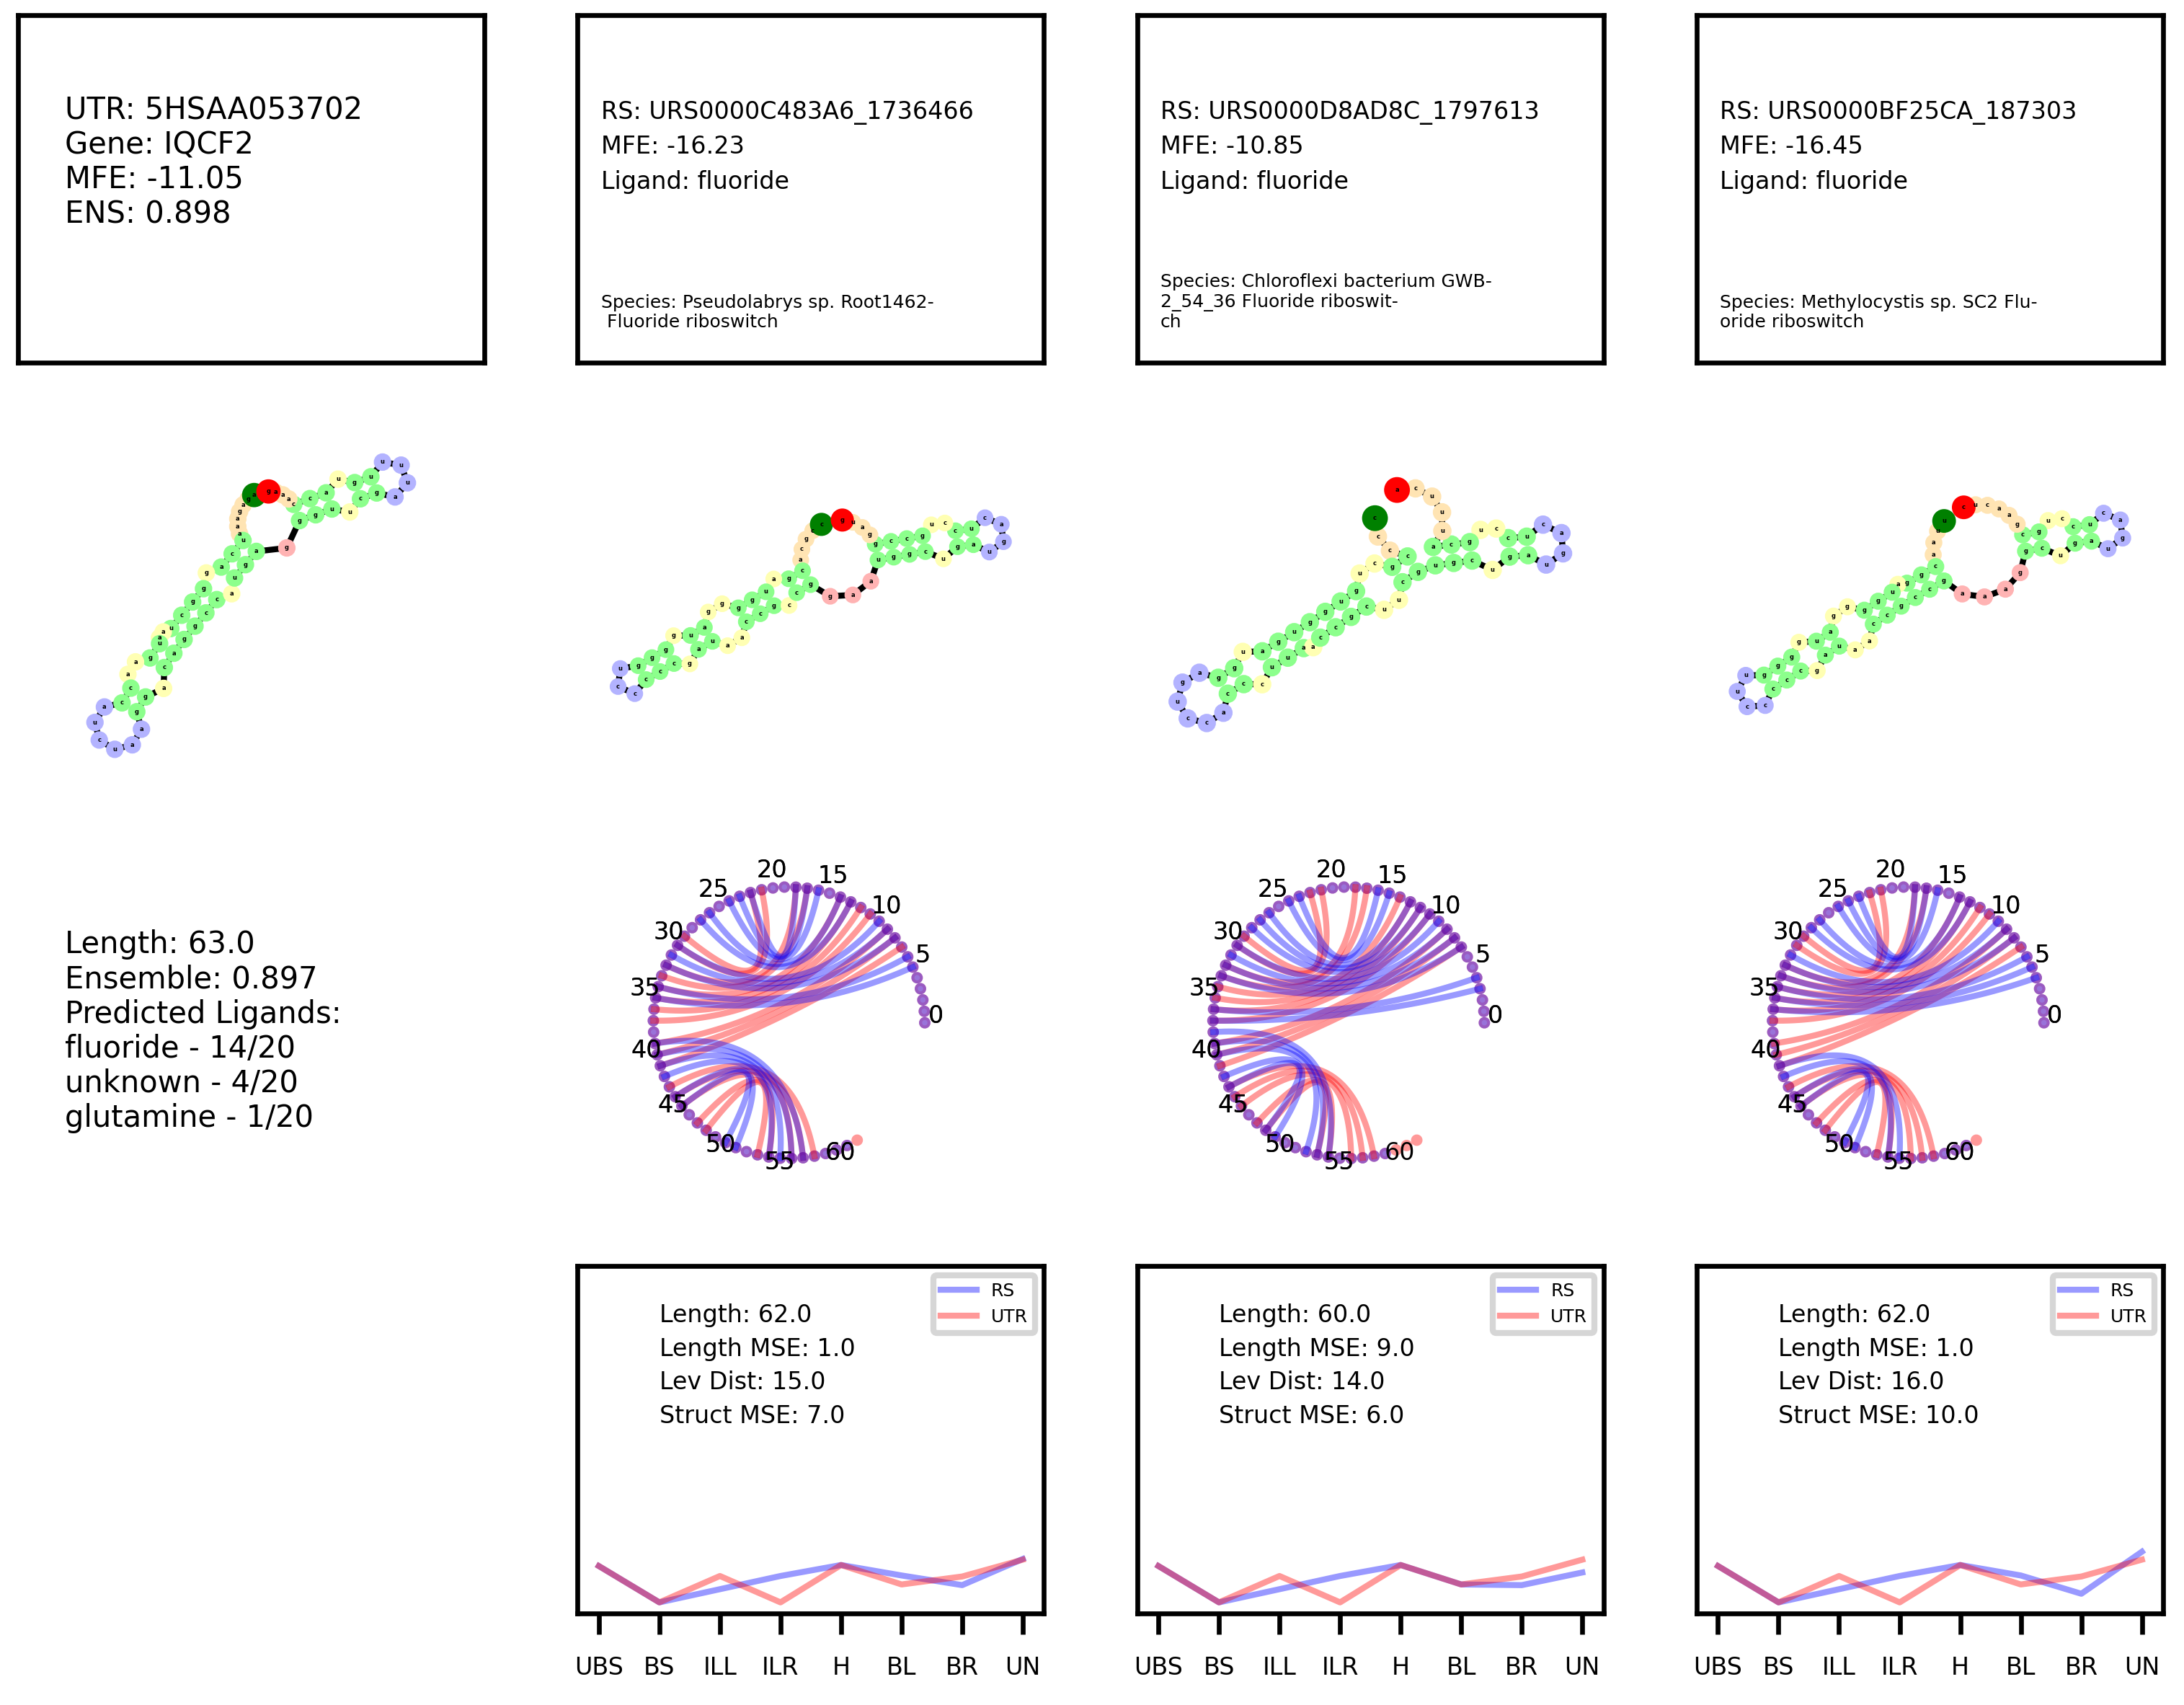 UTR: 5HSAA053702
Gene: IQCF2
MFE: -11.05
ENS: 0.898
RS: URS0000C483A6_1736466
MFE: -16.23
Ligand: fluoride
Species: Pseudolabrys sp. Root1462-
Fluoride riboswitch
RS: URS0000D8AD8C_1797613
MFE: -10.85
Ligand: fluoride
Species: Chloroflexi bacterium GWB-
2_54_36 Fluoride riboswit-
ch
RS: URS0000BF25CA_187303
MFE: -16.45
Ligand: fluoride
Species: Methylocystis sp. SC2 Flu-
oride riboswitch
Length: 63.0
Ensemble: 0.897
Predicted Ligands:
fluoride - 14/20
unknown - 4/20
glutamine - 1/20
0
5
10
15
20
25
30
35
40
45
50
55
60
0
5
10
15
20
25
30
35
40
45
50
55
60
0
5
10
15
20
25
30
35
40
45
50
55
60
RS
UTR
Length: 62.0
Length MSE: 1.0
Lev Dist: 15.0
Struct MSE: 7.0
UBS BS ILL ILR H BL BR UN
RS
UTR
Length: 60.0
Length MSE: 9.0
Lev Dist: 14.0
Struct MSE: 6.0
UBS BS ILL ILR H BL BR UN
RS
UTR
Length: 62.0
Length MSE: 1.0
Lev Dist: 16.0
Struct MSE: 10.0
UBS BS ILL ILR H BL BR UN